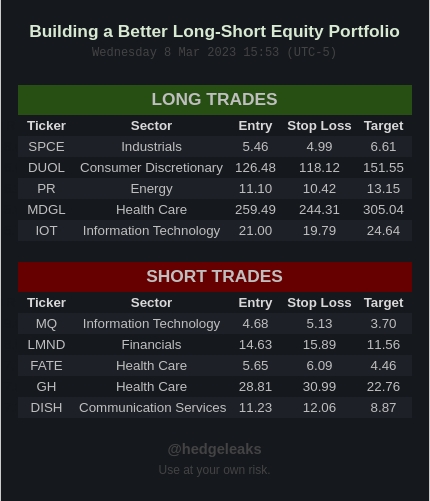 Building a Better Long-Short Equity Portfolio
Wednesday 8 Mar 2023 15:53 (UTC-5)
LONG TRADES
Ticker Sector Entry Stop Loss Target
SPCE Industrials 5.46 4.99 6.61
DUOL Consumer Discretionary 126.48 118.12 151.55
PR Energy 11.10 10.42 13.15
MDGL Health Care 259.49 244.31 305.04
IOT Information Technology 21.00 19.79 24.64
SHORT TRADES
Ticker Sector Entry Stop Loss Target
MQ Information Technology 4.68 5.13 3.70
LMND Financials 14.63 15.89 11.56
FATE Health Care 5.65 6.09 4.46
GH Health Care 28.81 30.99 22.76
DISH Communication Services 11.23 12.06 8.87
@hedgeleaks
Use at your own risk.